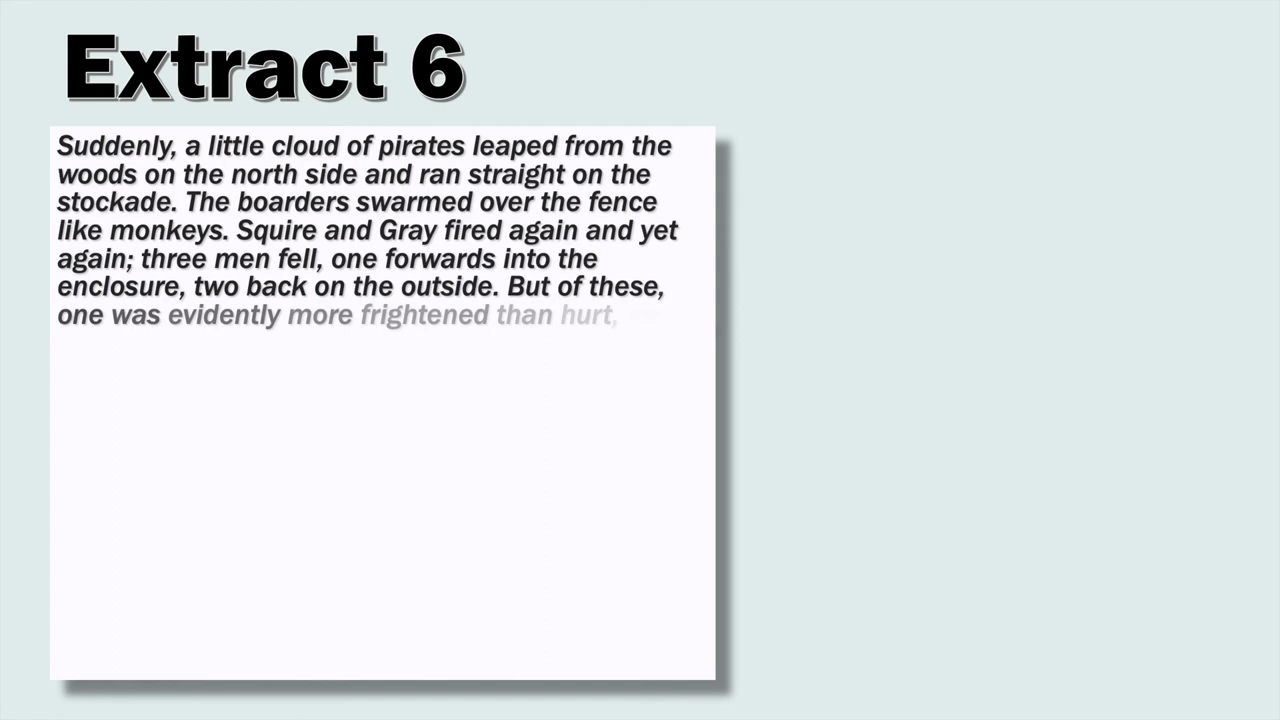 Extract 6
Suddenly, a little cloud of pirates leaped from the
woods on the north side and ran straight on the
stockade. The boarders swarmed over the fence
like monkeys. Squire and Gray fired again and yet
again; three men fell, one forwards into the
enclosure, two back on the outside. But of these,
one was evidently more frightened than hurt,